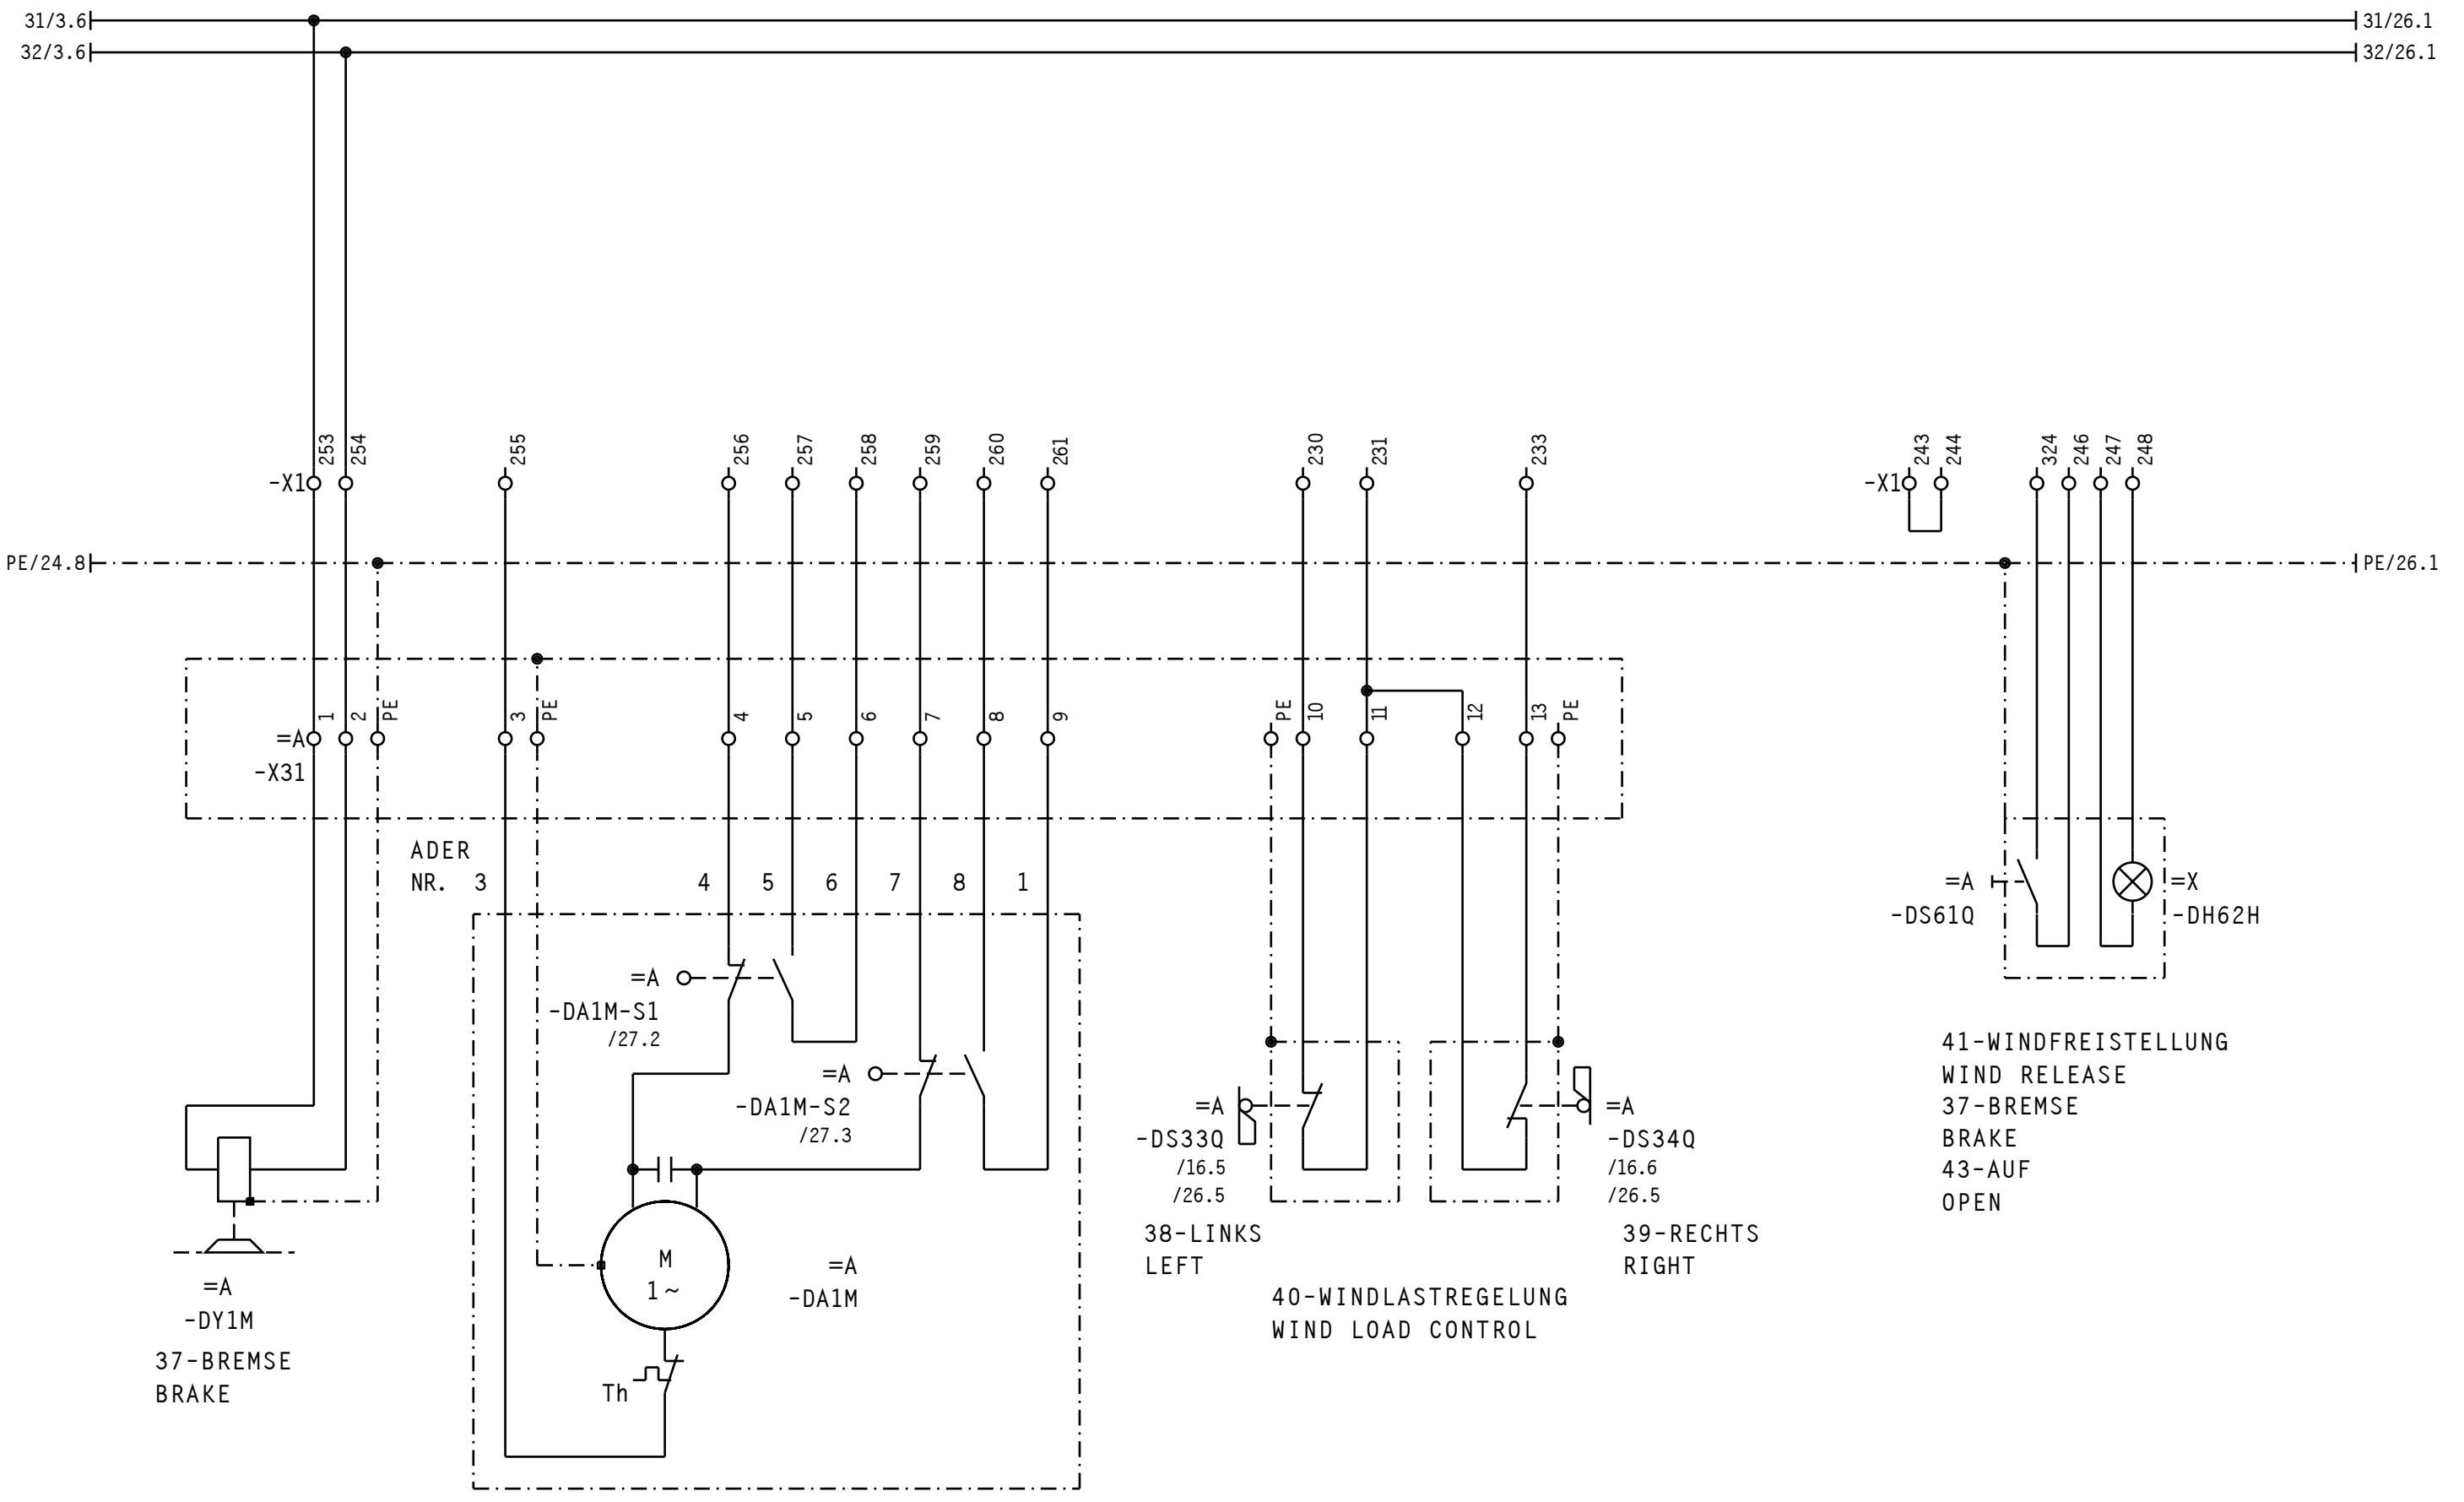 31/3.6
31/26.1
32/3.6
32/26.1
253
254
255
256
257
258
259
260
261
230
231
233
243
244
324
246
247
248
-X1
-X1
PE/24.8
PE/26.1
1
2
PE
3
PE
4
5
6
7
8
9
PE
10
11
12
13
PE
=A
-X31
ADER
NR. 3 4 5 6 7 8 1
=A
-DS61Q
=X
-DH62H
=A
-DA1M-S1
/27.2
=A
-DA1M-S2
/27.3
=A
-DS33Q
/16.5
/26.5
38-LINKS
LEFT
=A
-DS34Q
/16.6
/26.5
39-RECHTS
RIGHT
40-WINDLASTREGELUNG
WIND LOAD CONTROL
41-WINDFREISTELLUNG
WIND RELEASE
37-BREMSE
BRAKE
43-AUF
OPEN
M
1~
=A
-DA1M
Th
=A
-DY1M
37-BREMSE
BRAKE